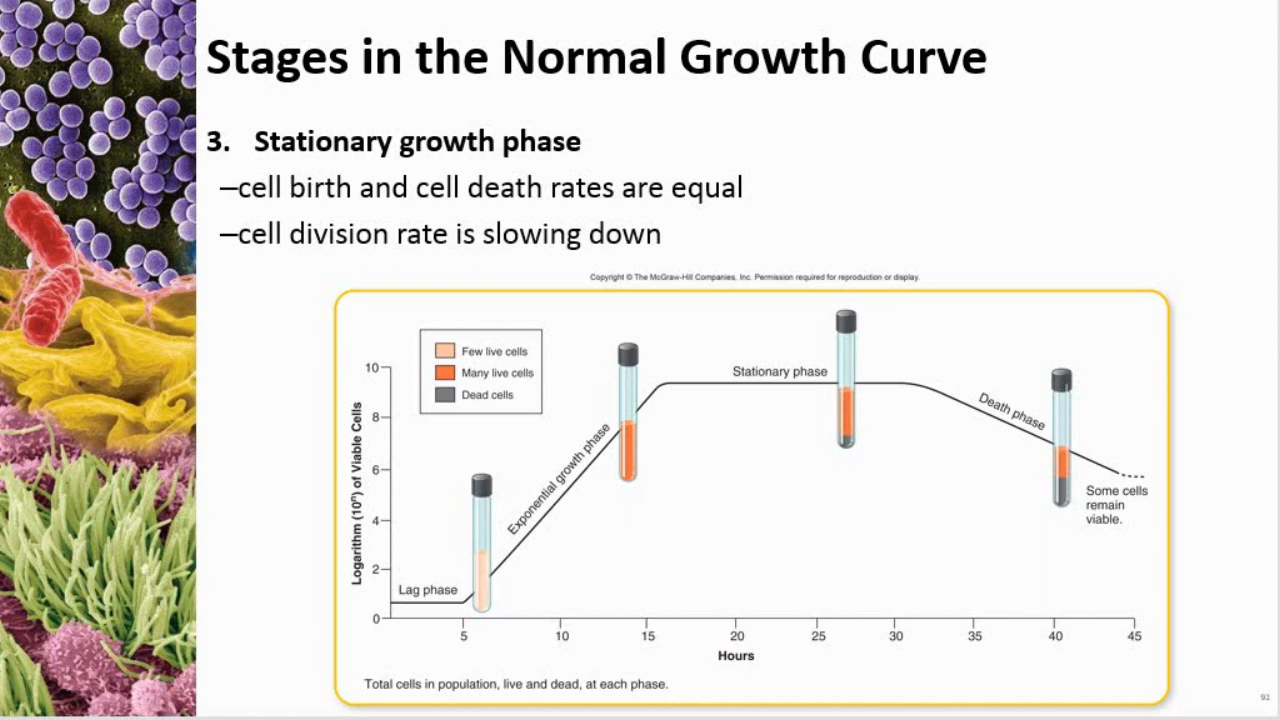 Stages in the Normal Growth Curve
3. Stationary growth phase
–cell birth and cell death rates are equal
–cell division rate is slowing down
Copyright © The McGraw-Hill Companies, Inc. Permission required for reproduction or display.
Few live cells
Many live cells
Dead cells
Logarithm (10ⁿ) of Viable Cells
10
8
6
4
2
0
Lag phase
Exponential growth phase
Stationary phase
Death phase
Some cells
remain
viable.
5 10 15 20 25 30 35 40 45
Hours
Total cells in population, live and dead, at each phase.
92